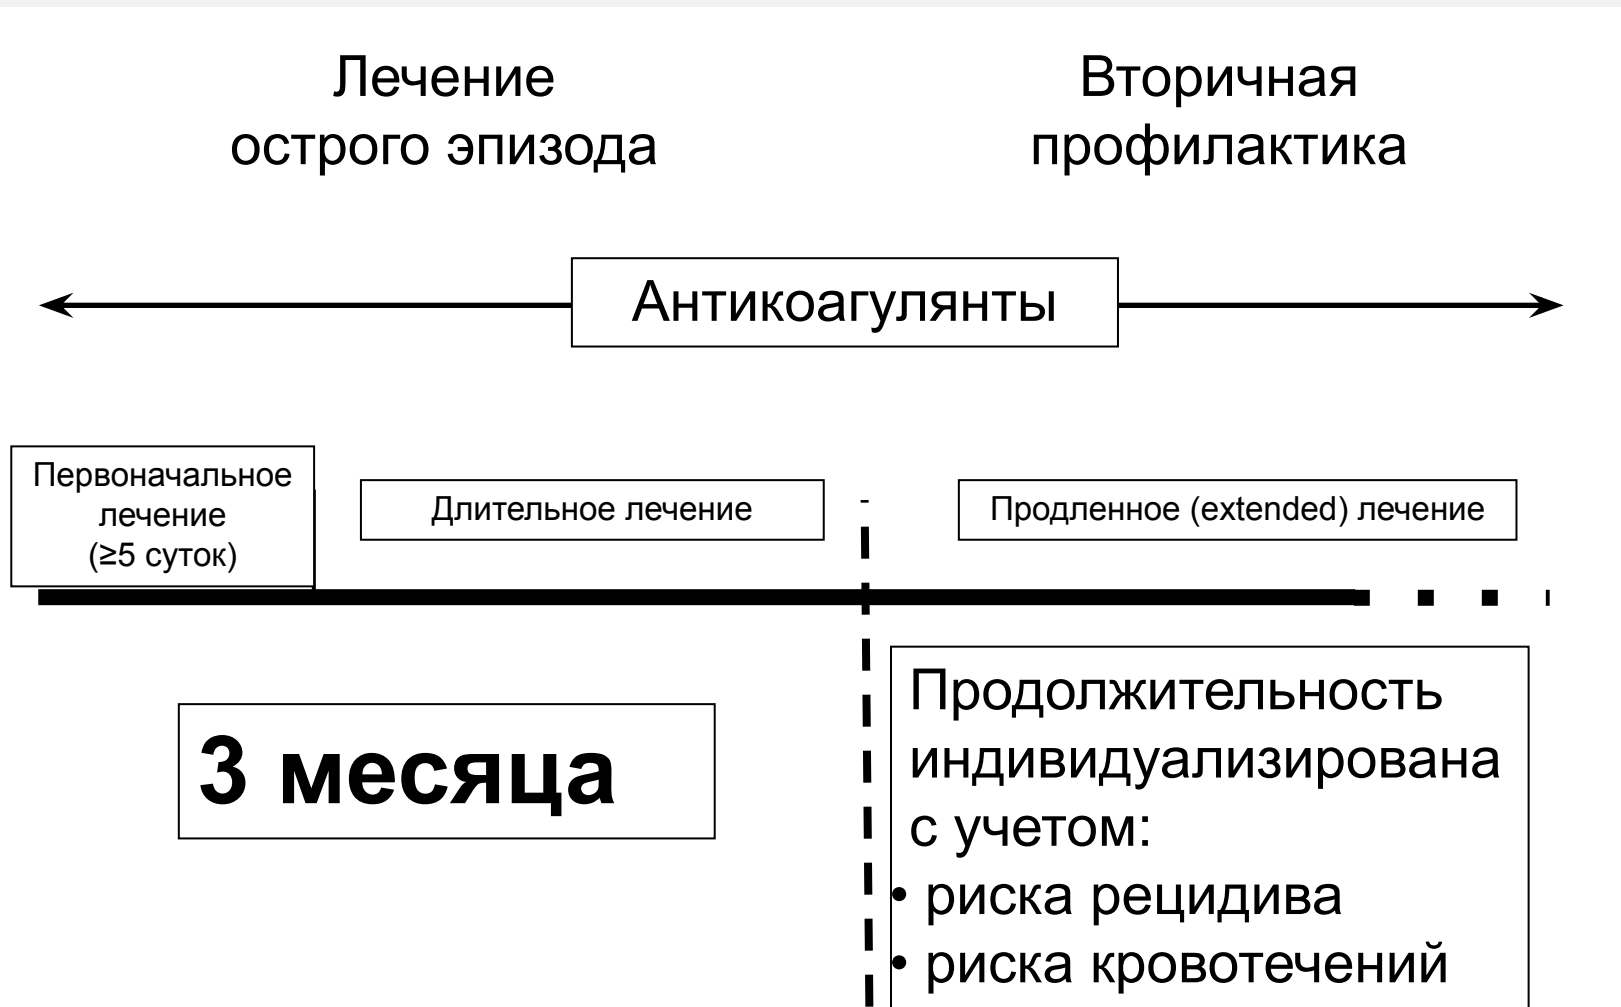 Лечение
острого эпизода
Вторичная
профилактика
Антикоагулянты
Первоначальное
лечение
(≥5 суток)
Длительное лечение
Продленное (extended) лечение
3 месяца
Продолжительность
индивидуализирована
с учетом:
• риска рецидива
• риска кровотечений